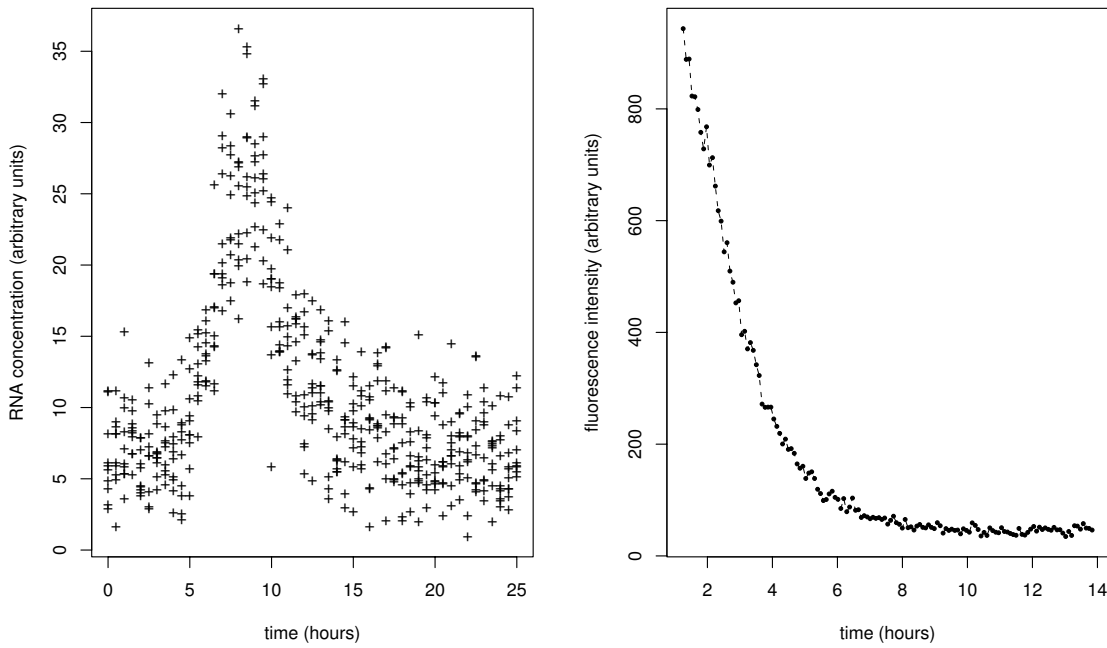 RNA concentration (arbitrary units)
35
30
25
20
15
10
5
0
0 5 10 15 20 25
time (hours)
fluorescence intensity (arbitrary units)
800
600
400
200
0
2 4 6 8 10 12 14
time (hours)